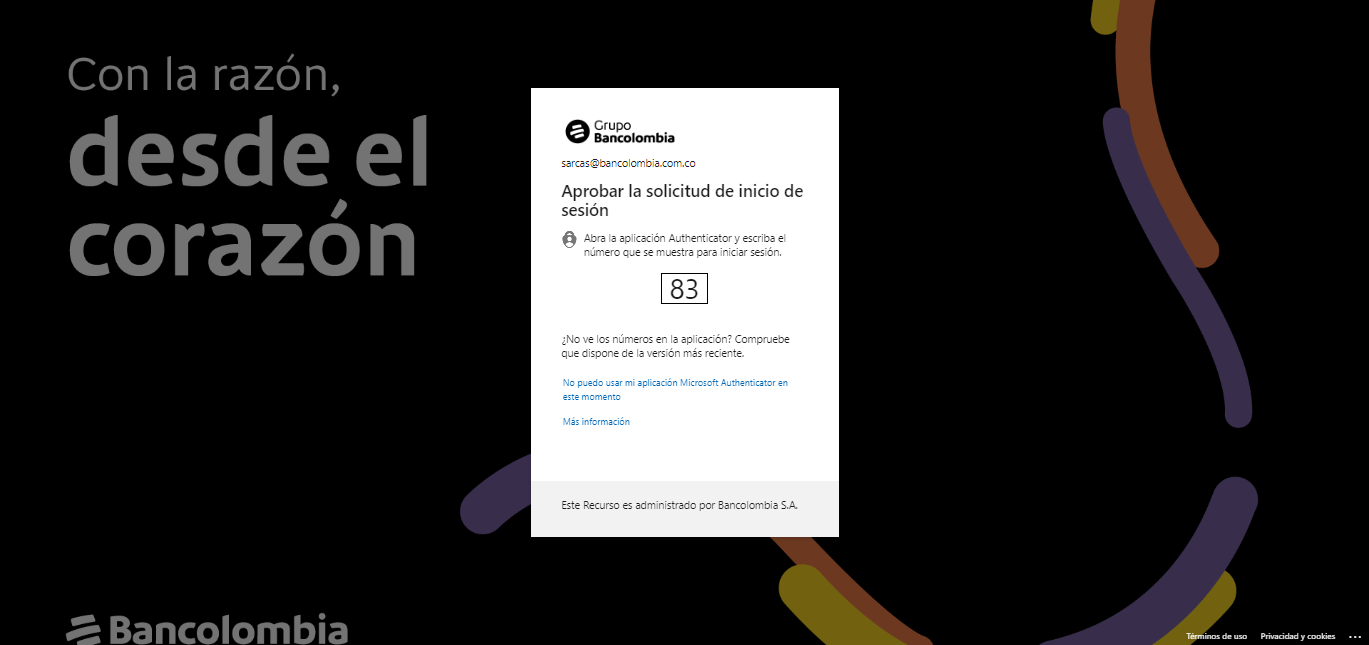 Con la razón,
desde el
corazón
Grupo
Bancolombia
sarcas@bancolombia.com.co
Aprobar la solicitud de inicio de
sesión
Abra la aplicación Authenticator y escriba el
número que se muestra para iniciar sesión.
83
¿No ve los números en la aplicación? Compruebe
que dispone de la versión más reciente.
No puedo usar mi aplicación Microsoft Authenticator en
este momento
Más información
Este Recurso es administrado por Bancolombia S.A.
Bancolombia
Términos de uso Privacidad y cookies ...